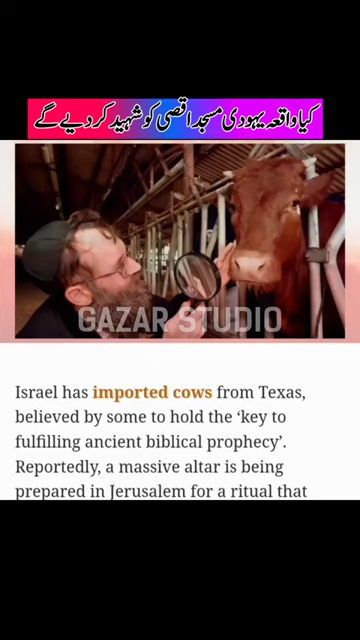 کیا واقعہ یہودی مسجد اقصی کو شہید کر دیے گے
GAZAR STUDIO
Israel has imported cows from Texas,
believed by some to hold the ‘key to
fulfilling ancient biblical prophecy’.
Reportedly, a massive altar is being
prepared in Jerusalem for a ritual that